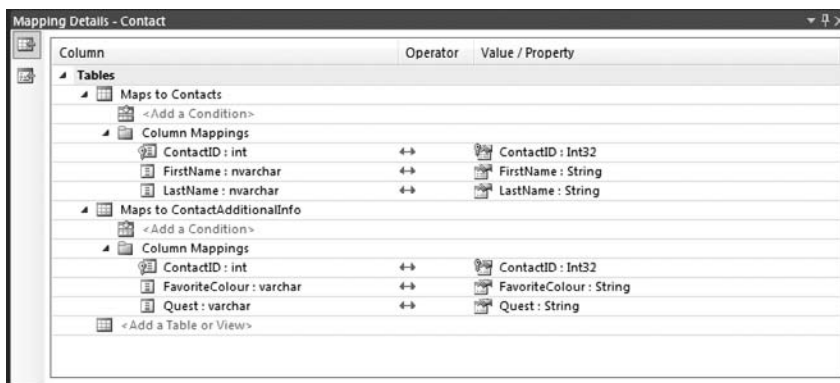 Mapping Details - Contact
Column Operator Value / Property
Tables
Maps to Contacts
<Add a Condition>
Column Mappings
ContactID : int ↔ ContactID : Int32
FirstName : nvarchar ↔ FirstName : String
LastName : nvarchar ↔ LastName : String
Maps to ContactAdditionalInfo
<Add a Condition>
Column Mappings
ContactID : int ↔ ContactID : Int32
FavoriteColour : varchar ↔ FavoriteColour : String
Quest : varchar ↔ Quest : String
<Add a Table or View>